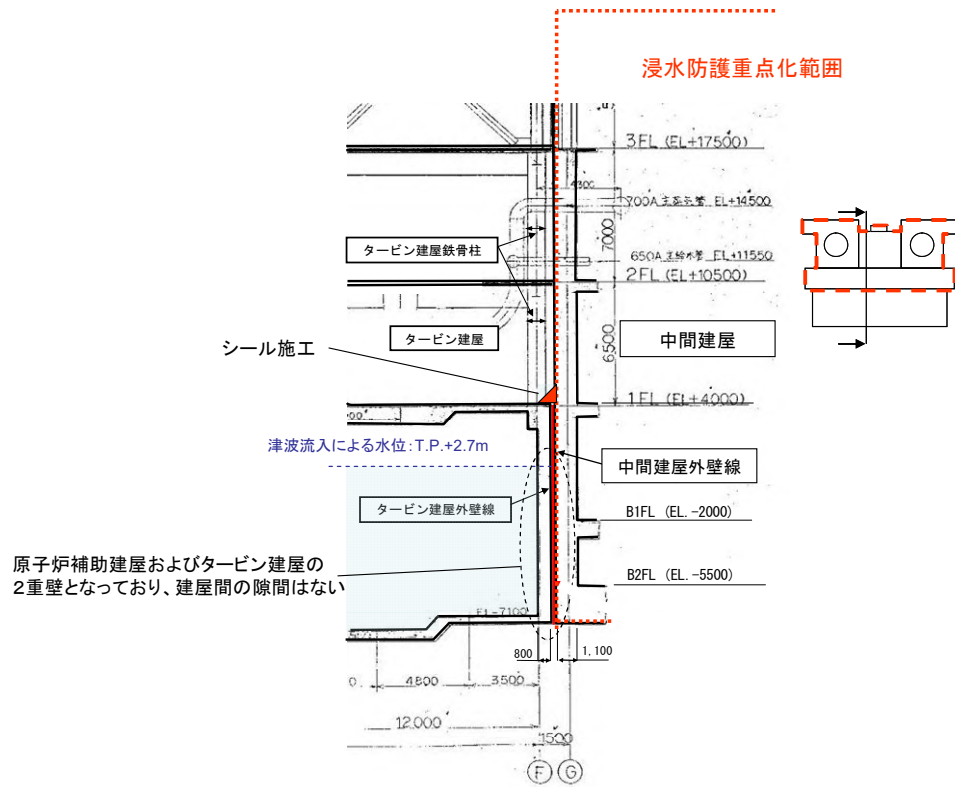 浸水防護重点化範囲
3FL (EL+17500)
4300
700A 主蒸気管 EL+14.500
7000
タービン建屋鉄骨柱
650A 主給水管 EL+11550
2FL (EL+10500)
タービン建屋
6500
中間建屋
シール施工
1FL (EL+4000)
津波流入による水位:T.P.+2.7m
中間建屋外壁線
タービン建屋外壁線
B1FL (EL.-2000)
原子炉補助建屋およびタービン建屋の
2重壁となっており、建屋間の隙間はない
B2FL (EL.-5500)
EL-7100
800
1,100
4,800
3,500
12,000
1500
F
G